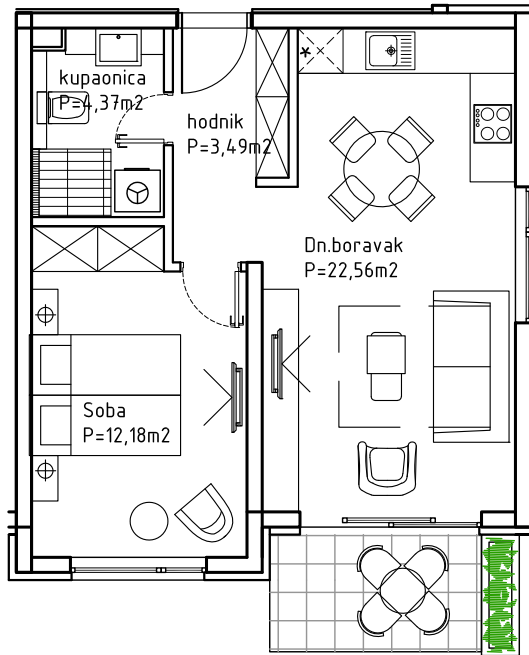 kupaonica
P=4,37m2
hodnik
P=3,49m2
Dn.boravak
P=22,56m2
Soba
P=12,18m2